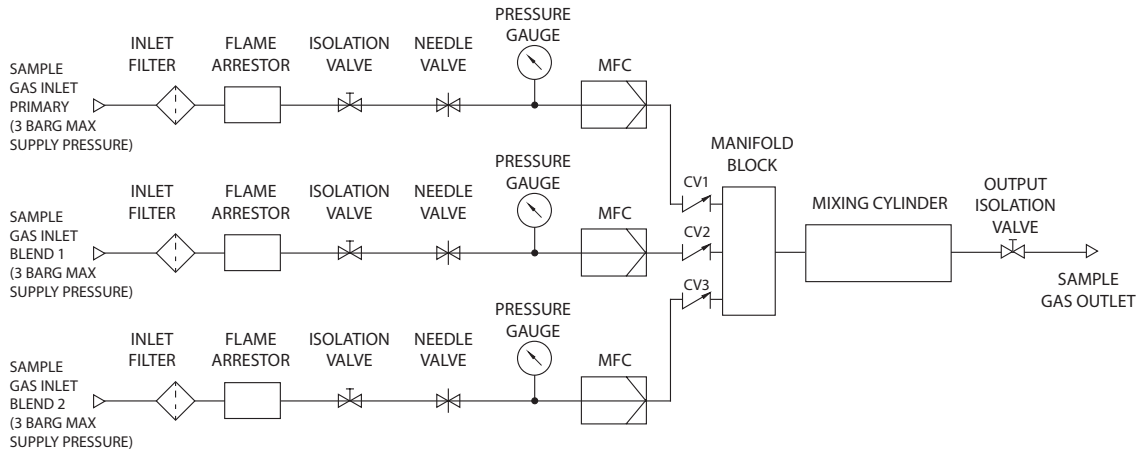 SAMPLE
GAS INLET
PRIMARY
(3 BARG MAX
SUPPLY PRESSURE)
INLET
FILTER
FLAME
ARRESTOR
ISOLATION
VALVE
NEEDLE
VALVE
PRESSURE
GAUGE
MFC
SAMPLE
GAS INLET
BLEND 1
(3 BARG MAX
SUPPLY PRESSURE)
INLET
FILTER
FLAME
ARRESTOR
ISOLATION
VALVE
NEEDLE
VALVE
PRESSURE
GAUGE
MFC
SAMPLE
GAS INLET
BLEND 2
(3 BARG MAX
SUPPLY PRESSURE)
INLET
FILTER
FLAME
ARRESTOR
ISOLATION
VALVE
NEEDLE
VALVE
PRESSURE
GAUGE
MFC
CV1
CV2
CV3
MANIFOLD
BLOCK
MIXING CYLINDER
OUTPUT
ISOLATION
VALVE
SAMPLE
GAS OUTLET